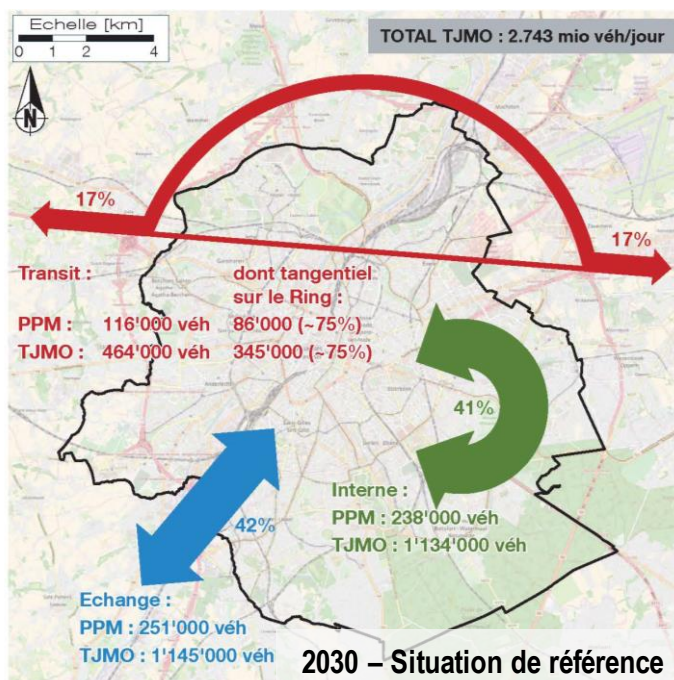 Echelle [km]
0 1 2 4
TOTAL TJMO : 2.743 mio véh/jour
N
17%
17%
Transit :
dont tangentiel
sur le Ring :
PPM : 116'000 véh 86'000 (~75%)
TJMO : 464'000 véh 345'000 (~75%)
41%
Interne :
PPM : 238'000 véh
TJMO : 1'134'000 véh
42%
Echange :
PPM : 251'000 véh
TJMO : 1'145'000 véh
2030 – Situation de référence